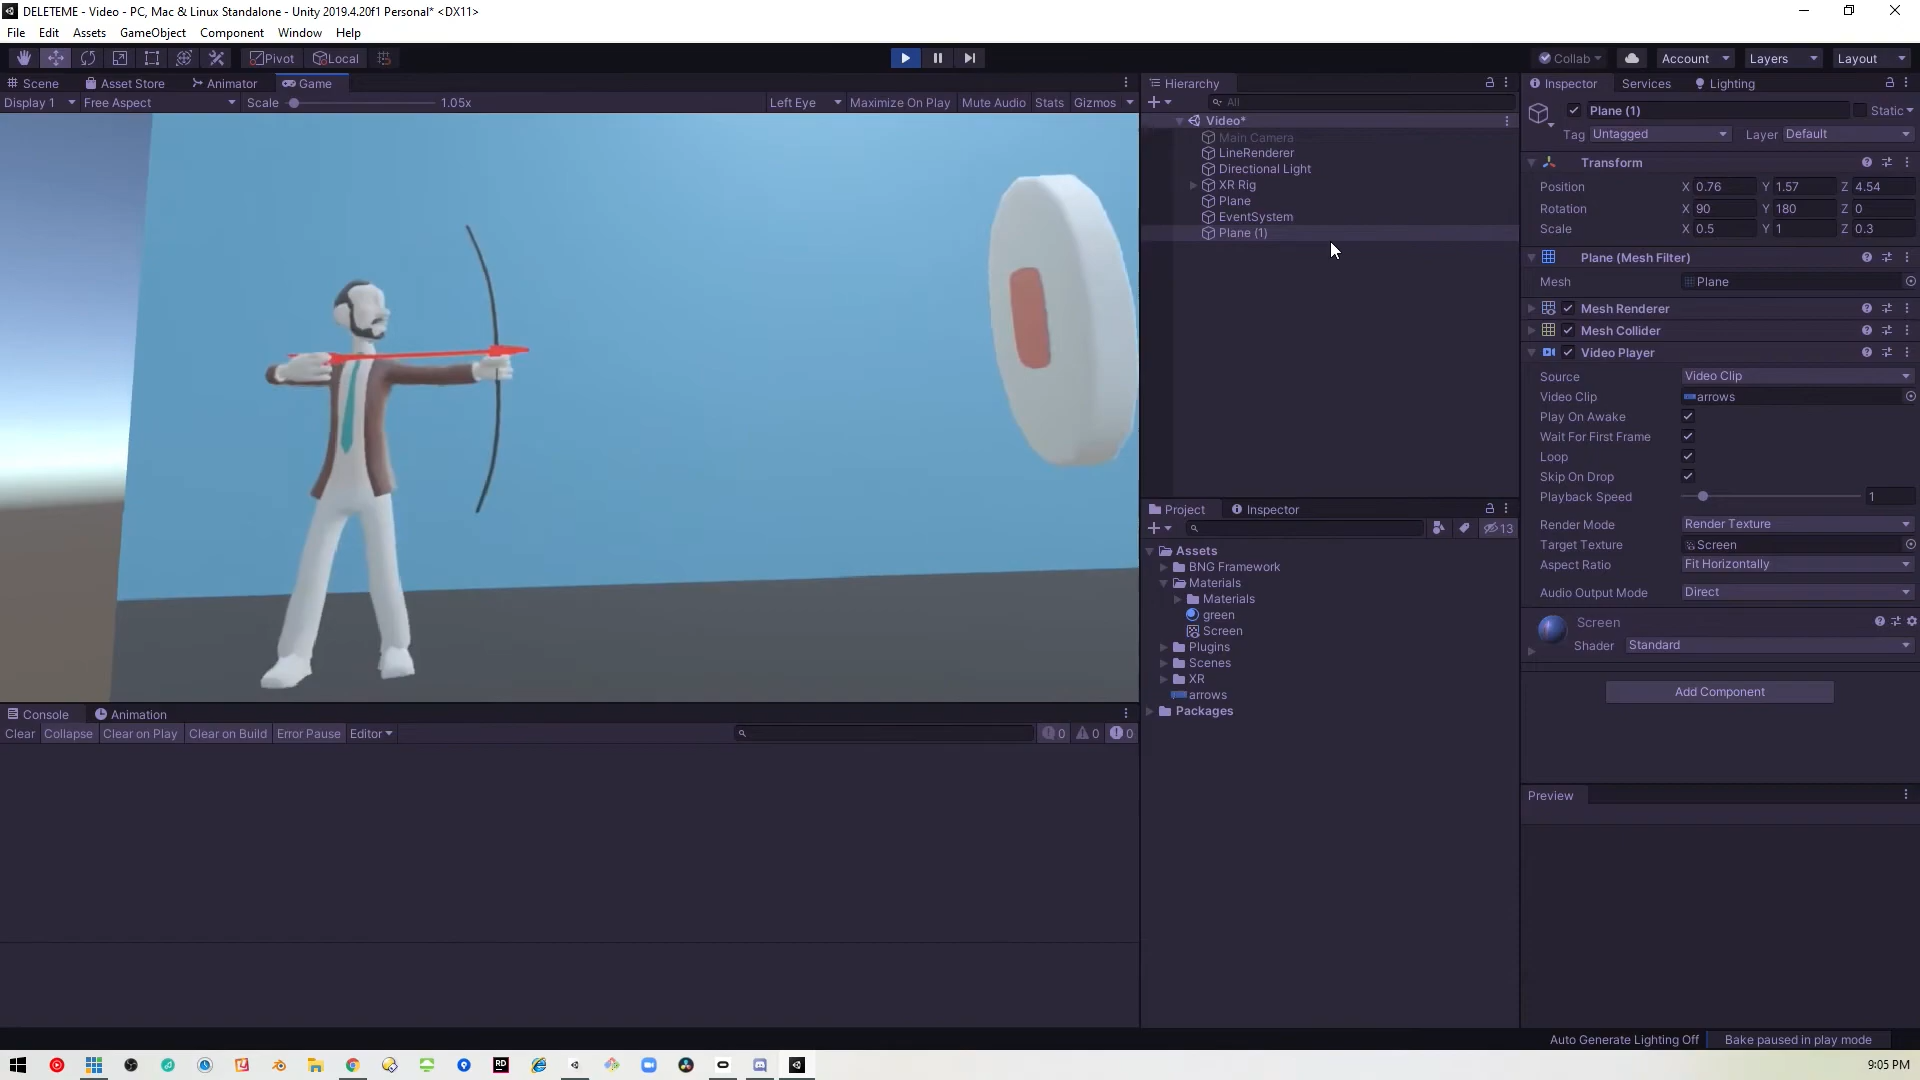 DELETEME - Video - PC, Mac & Linux Standalone - Unity 2019.4.20f1 Personal* <DX11>
File Edit Assets GameObject Component Window Help
Pivot Local Collab Account Layers Layout
Scene Asset Store Animator Game
Display 1 Free Aspect Scale 1.05x Left Eye Maximize On Play Mute Audio Stats Gizmos
Hierarchy
All
Video*
Main Camera
LineRenderer
Directional Light
XR Rig
Plane
EventSystem
Plane (1)
Project Inspector
13
Assets
BNG Framework
Materials
Materials
green
Screen
Plugins
Scenes
XR
arrows
Packages
Inspector Services Lighting
Plane (1) Static
Tag Untagged Layer Default
Transform
Position X 0.76 Y 1.57 Z 4.54
Rotation X 90 Y 180 Z 0
Scale X 0.5 Y 1 Z 0.3
Plane (Mesh Filter)
Mesh Plane
Mesh Renderer
Mesh Collider
Video Player
Source Video Clip
Video Clip arrows
Play On Awake
Wait For First Frame
Loop
Skip On Drop
Playback Speed 1
Render Mode Render Texture
Target Texture Screen
Aspect Ratio Fit Horizontally
Audio Output Mode Direct
Screen
Shader Standard
Add Component
Preview
Console Animation
Clear Collapse Clear on Play Clear on Build Error Pause Editor 0 0 0
Auto Generate Lighting Off Bake paused in play mode
RD
9:05 PM